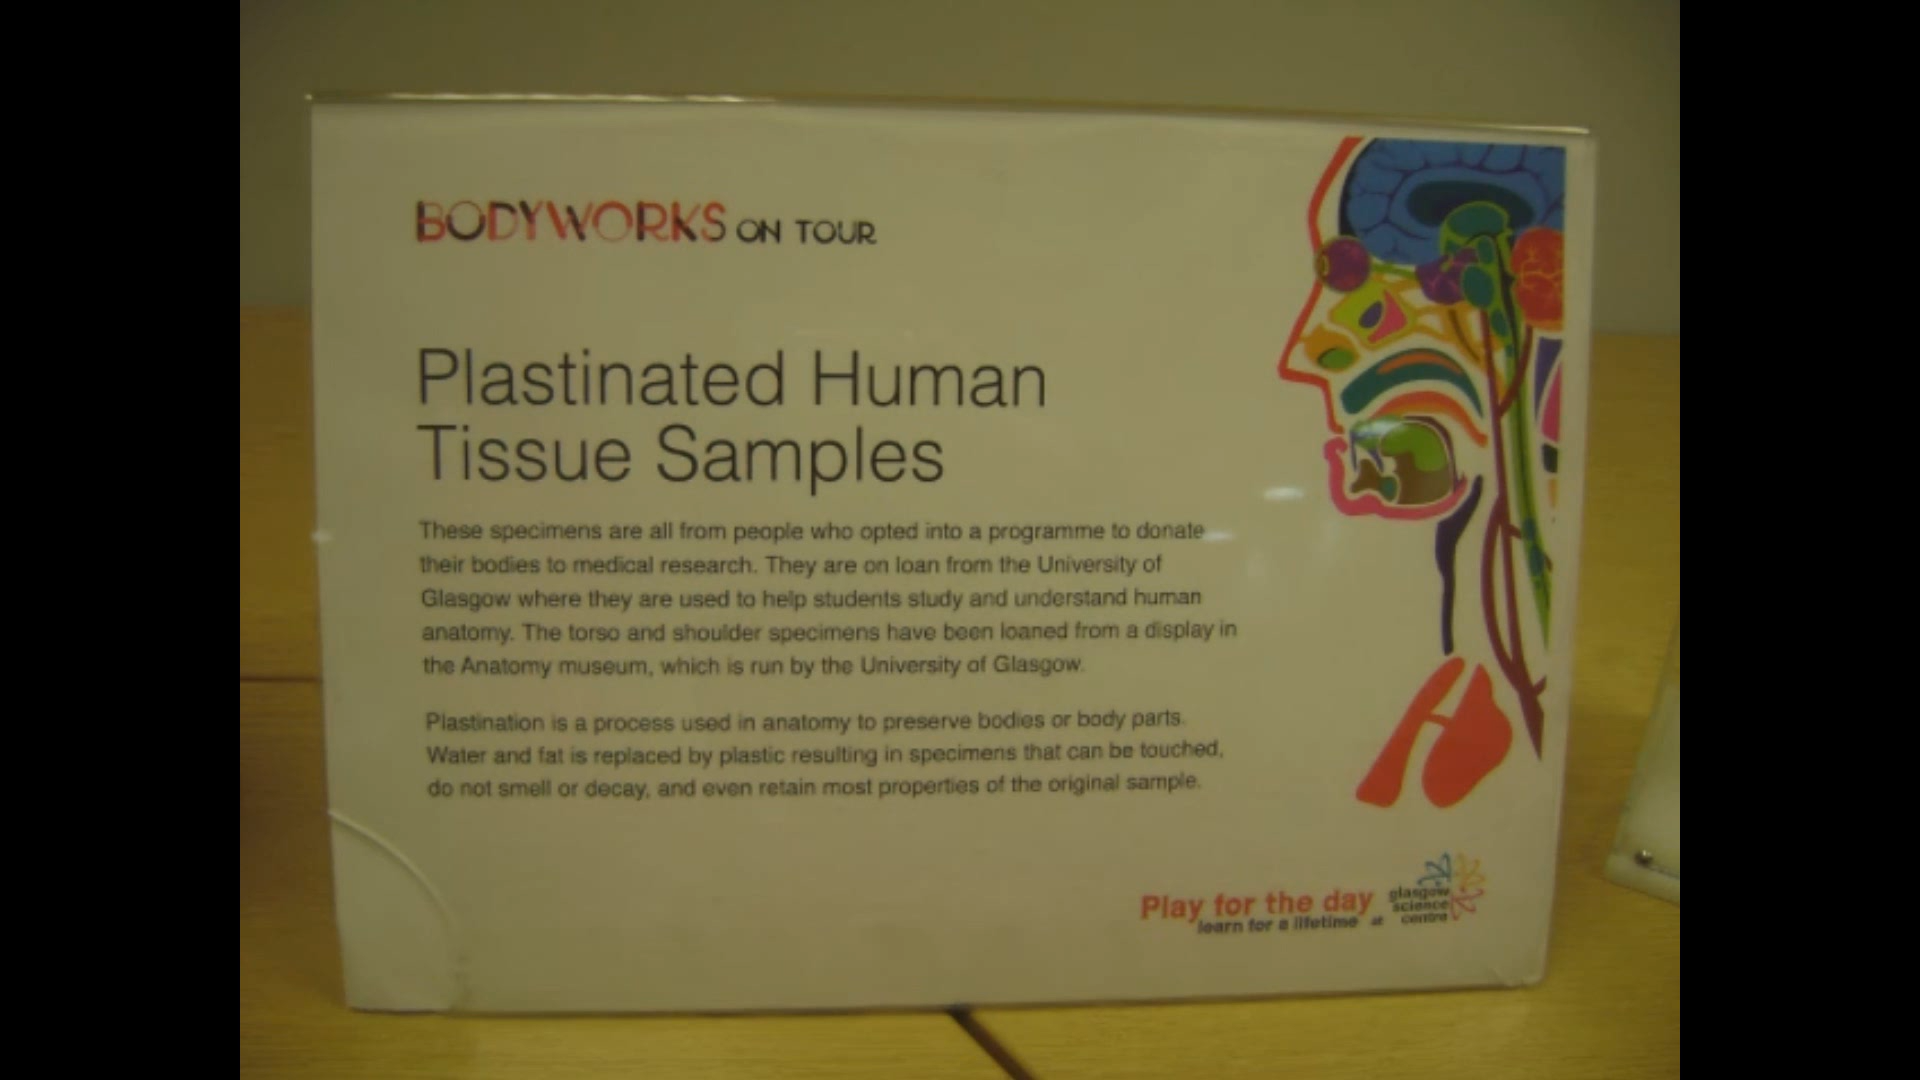 BODYWORKS ON TOUR
Plastinated Human
Tissue Samples
These specimens are all from people who opted into a programme to donate
their bodies to medical research. They are on loan from the University of
Glasgow where they are used to help students study and understand human
anatomy. The torso and shoulder specimens have been loaned from a display in
the Anatomy museum, which is run by the University of Glasgow.
Plastination is a process used in anatomy to preserve bodies or body parts.
Water and fat is replaced by plastic resulting in specimens that can be touched,
do not smell or decay, and even retain most properties of the original sample.
Play for the day
learn for a lifetime at
glasgow
science
centre